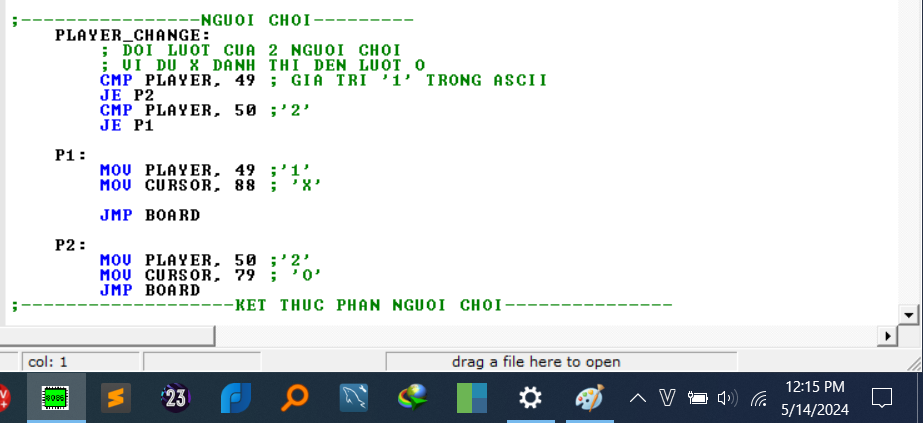 ;----------------NGUOI CHOI---------
PLAYER_CHANGE:
; DOI LUOT CUA 2 NGUOI CHOI
; VI DU X DANH THI DEN LUOT O
CMP PLAYER, 49 ; GIA TRI '1' TRONG ASCII
JE P2
CMP PLAYER, 50 ;'2'
JE P1
P1:
MOV PLAYER, 49 ;'1'
MOV CURSOR, 88 ; 'X'
JMP BOARD
P2:
MOV PLAYER, 50 ;'2'
MOV CURSOR, 79 ; 'O'
JMP BOARD
;-------------------KET THUC PHAN NGUOI CHOI---------------
col: 1
drag a file here to open
8086
23
12:15 PM
5/14/2024